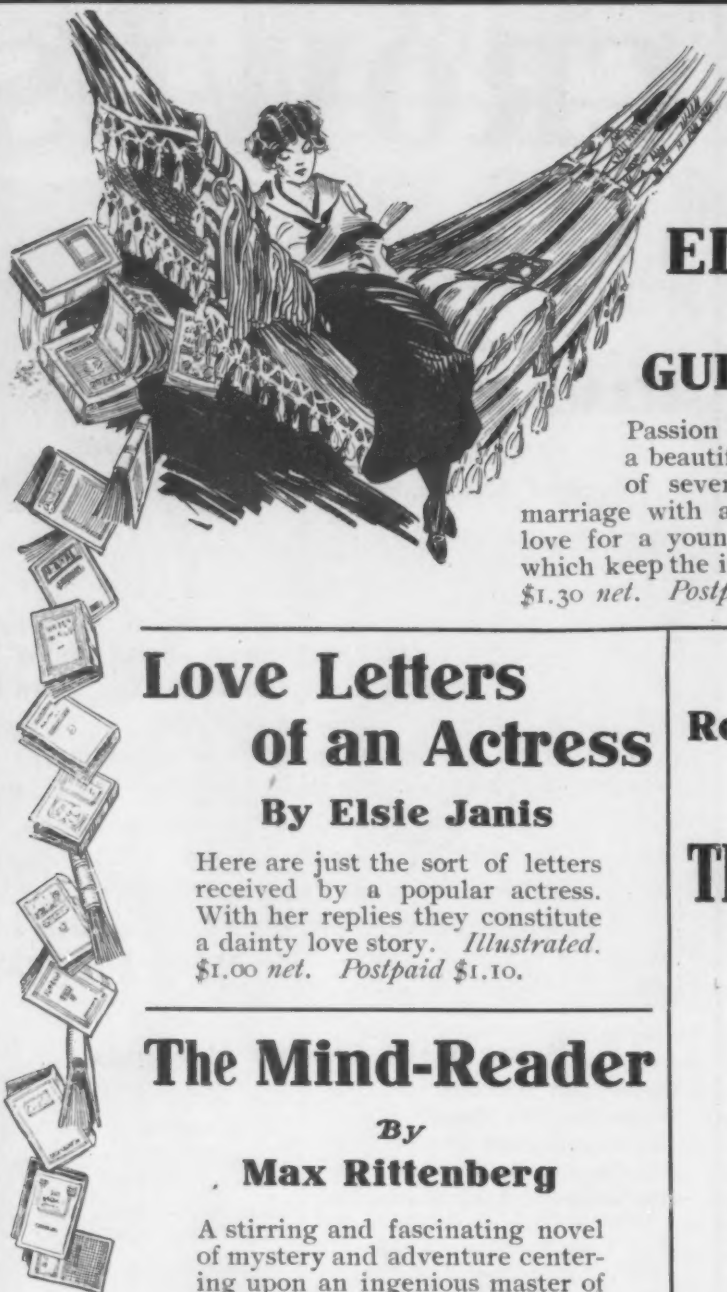 EI
GUI
Passion
a beautif
of sever
marriage with a
love for a youn
which keep the i
$1.30 net. Postp
Love Letters
of an Actress
By Elsie Janis
Here are just the sort of letters
received by a popular actress.
With her replies they constitute
a dainty love story. Illustrated.
$1.00 net. Postpaid $1.10.
The Mind-Reader
By
Max Rittenberg
A stirring and fascinating novel
of mystery and adventure center-
ing upon an ingenious master of
Re
Th